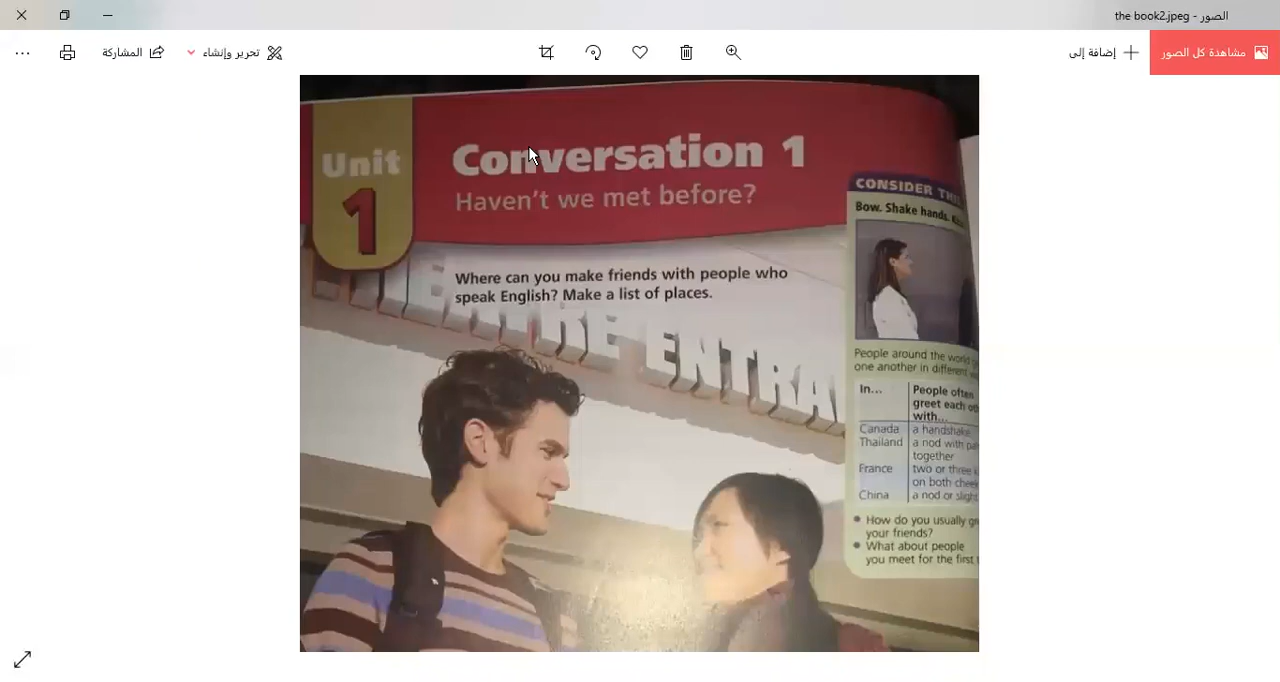 the book2.jpeg - الصور
مشاهدة كل الصور
إضافة إلى
تحرير وإنشاء
المشاركة
Unit
1
Conversation 1
Haven't we met before?
Where can you make friends with people who
speak English? Make a list of places.
ENTRA
CONSIDER
Bow. Shake hands.
People around the world
one another in different
In...
People often
greet each
with...
Canada a handshake
Thailand a nod with
together
France two or three
on both
China a nod or slight
How do you usually
your friends?
What about people
you meet for the first